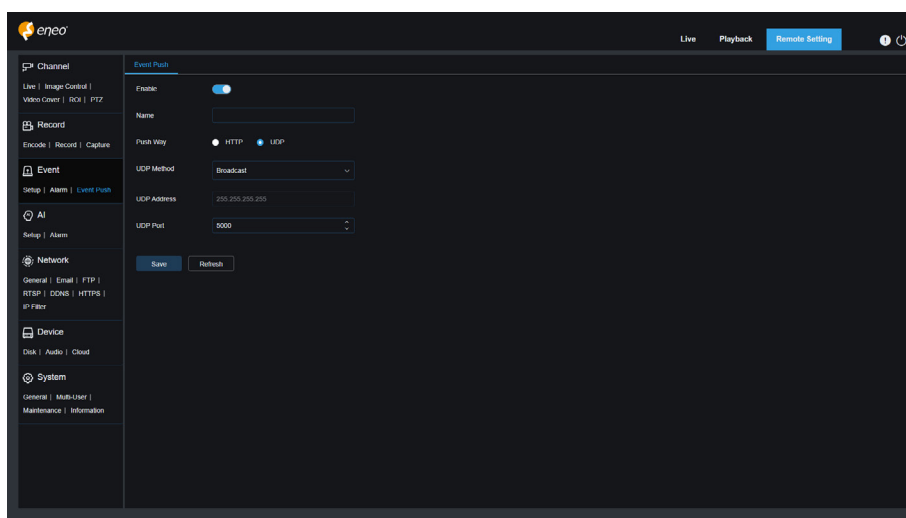 eneo
Live Playback Remote Setting
Channel
Live | Image Control |
Video Cover | ROI | PTZ
Record
Encode | Record | Capture
Event
Setup | Alarm | Event Push
AI
Setup | Alarm
Network
General | Email | FTP |
RTSP | DDNS | HTTPS |
IP Filter
Device
Disk | Audio | Cloud
System
General | Multi-User |
Maintenance | Information
Event Push
Enable
Name
Push Way HTTP UDP
UDP Method Broadcast
UDP Address 255.255.255.255
UDP Port 5000
Save Refresh